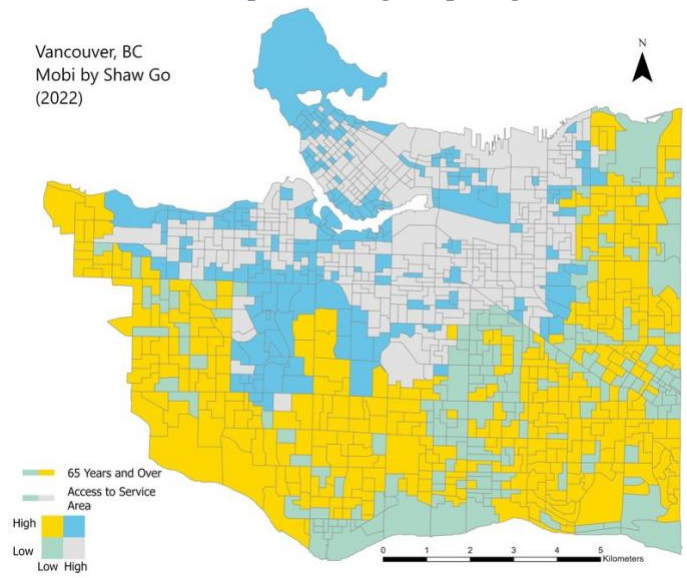 Vancouver, BC
Mobi by Shaw Go
(2022)
N
65 Years and Over
Access to Service
Area
High
Low
Low High
0 1 2 3 4 5
Kilometers